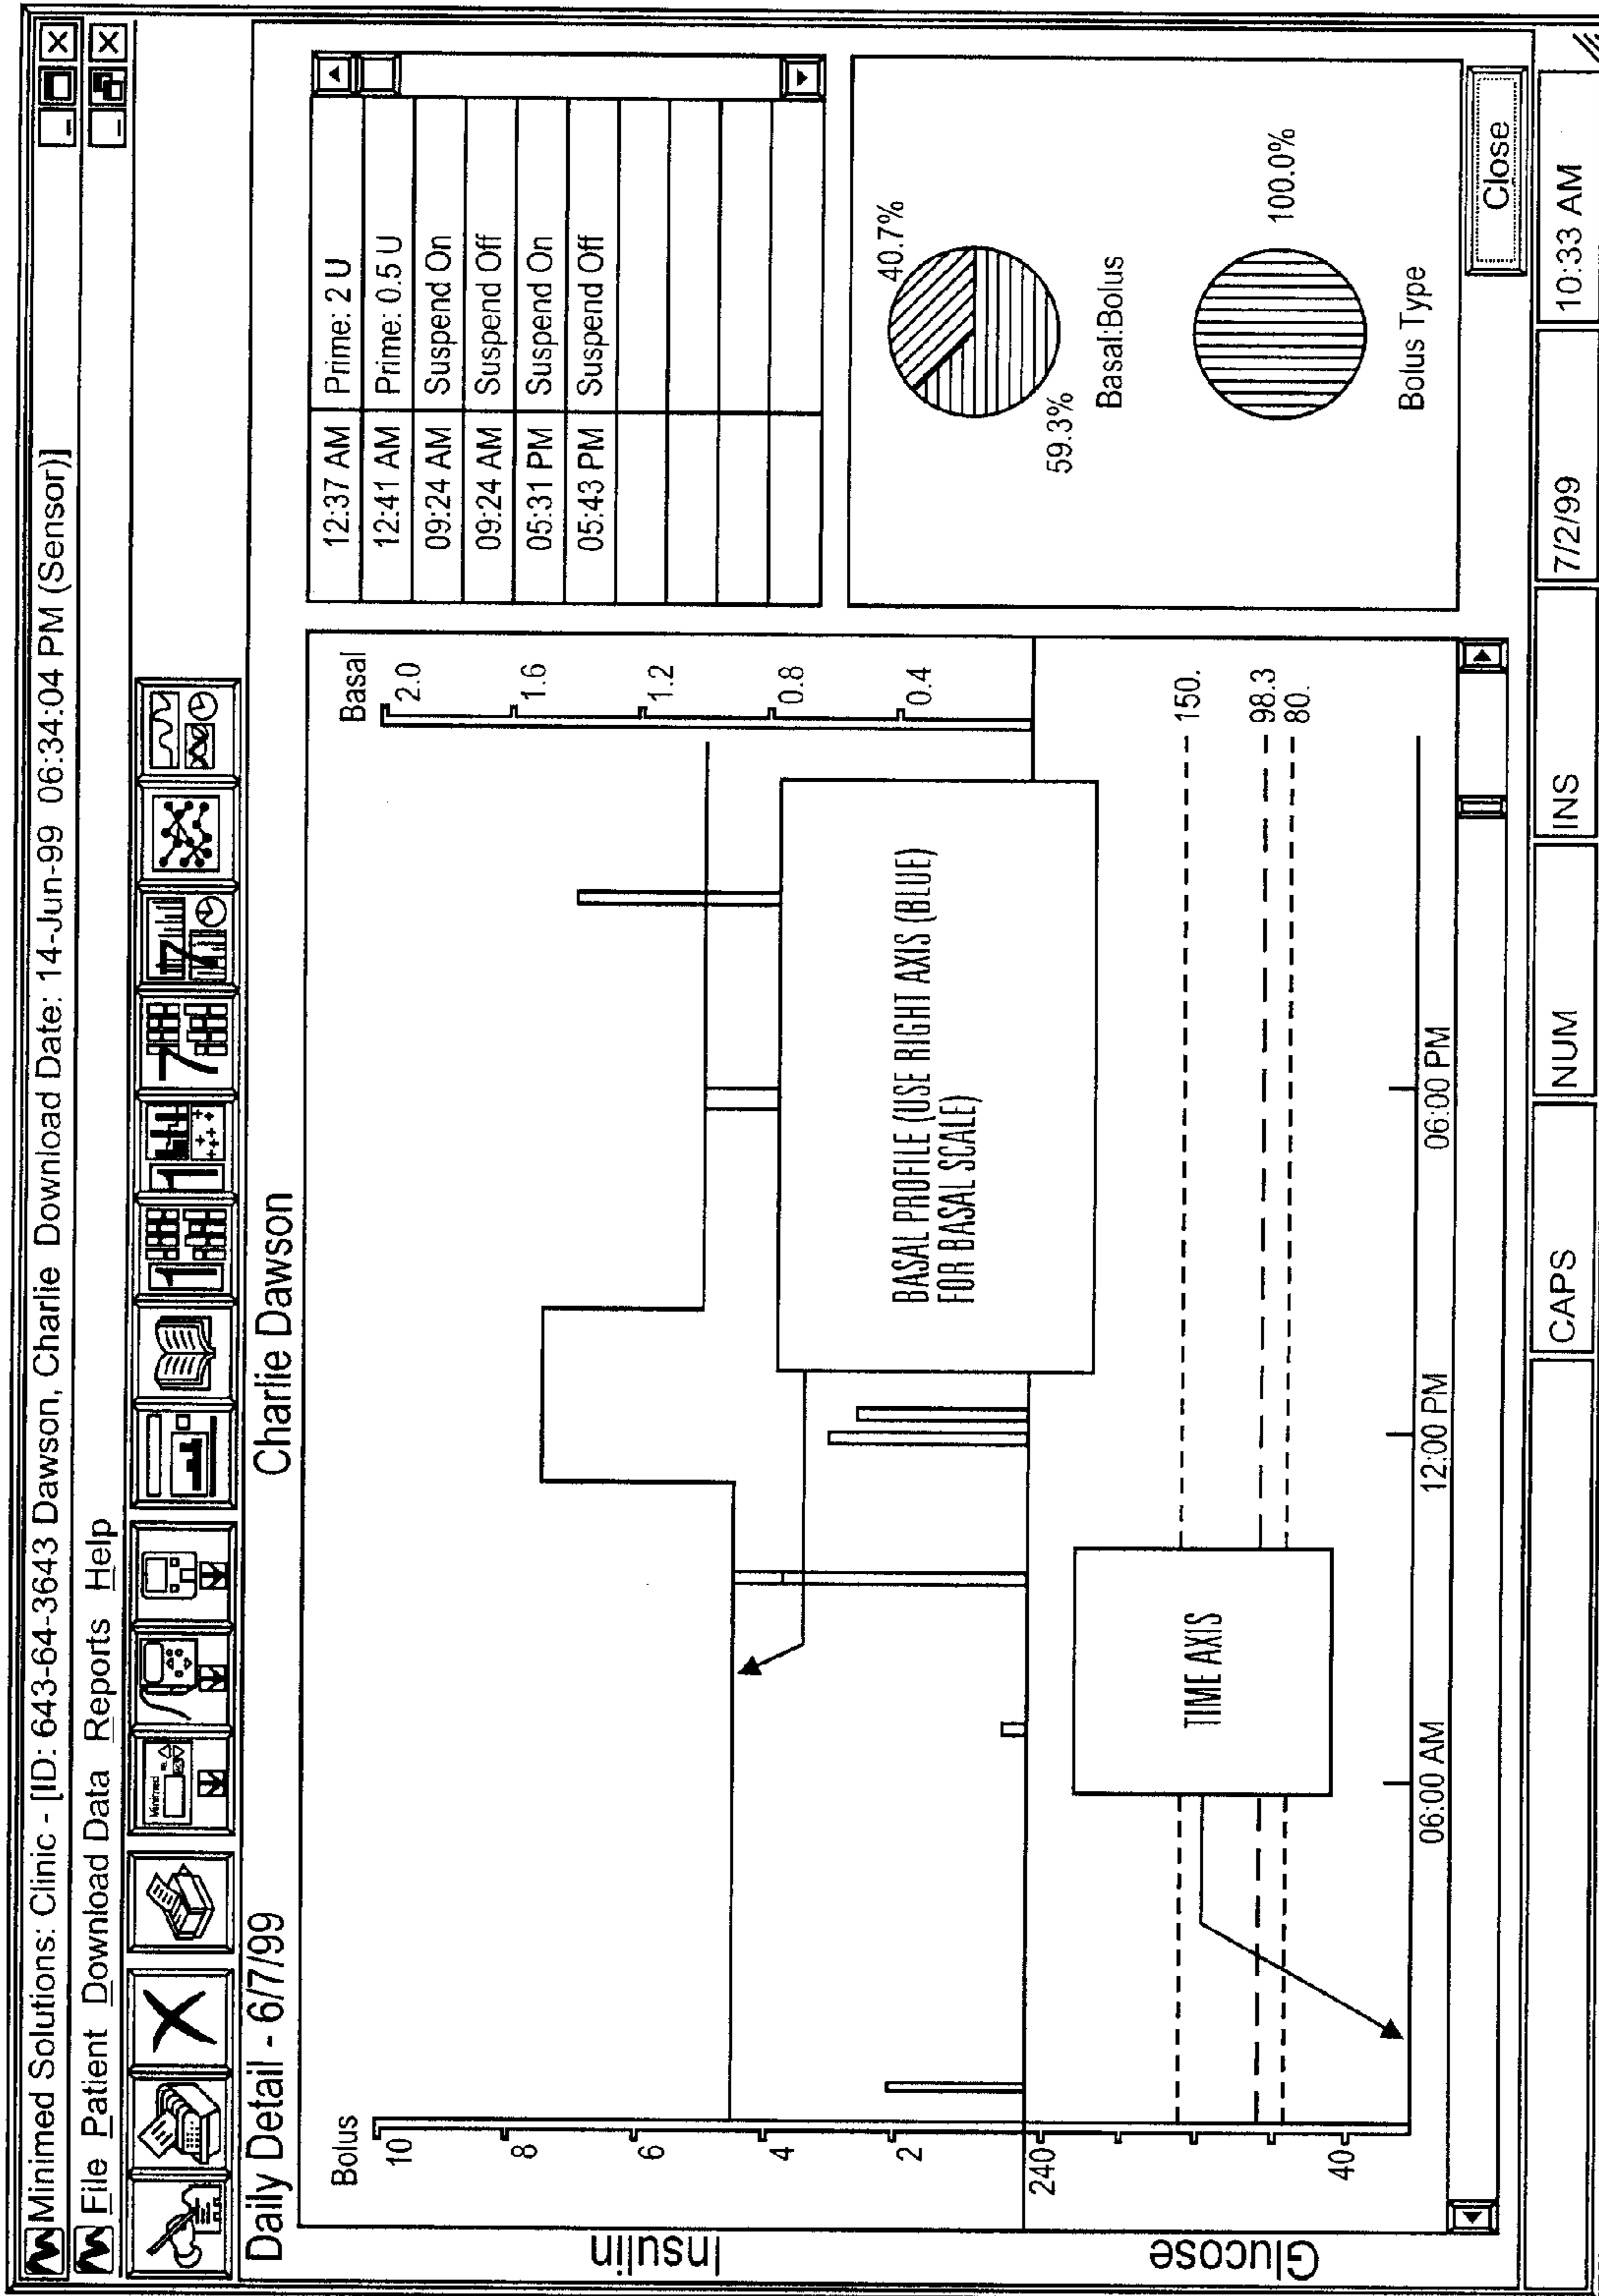 Minimed Solutions: Clinic - [ID: 643-64-3643 Dawson, Charlie Download Date: 14-Jun-99 06:34:04 PM (Sensor)]
File Patient Download Data Reports Help
Minimed
1
1
7
17
Daily Detail - 6/7/99
Charlie Dawson
Insulin
Bolus
10
8
6
4
2
Basal
2.0
1.6
1.2
0.8
0.4
BASAL PROFILE (USE RIGHT AXIS (BLUE)
FOR BASAL SCALE)
Glucose
240
40
150.
98.3
80.
TIME AXIS
06:00 AM
12:00 PM
06:00 PM
12:37 AM Prime: 2 U
12:41 AM Prime: 0.5 U
09:24 AM Suspend On
09:24 AM Suspend Off
05:31 PM Suspend On
05:43 PM Suspend Off
40.7%
59.3%
Basal:Bolus
100.0%
Bolus Type
Close
CAPS
NUM
INS
7/2/99
10:33 AM